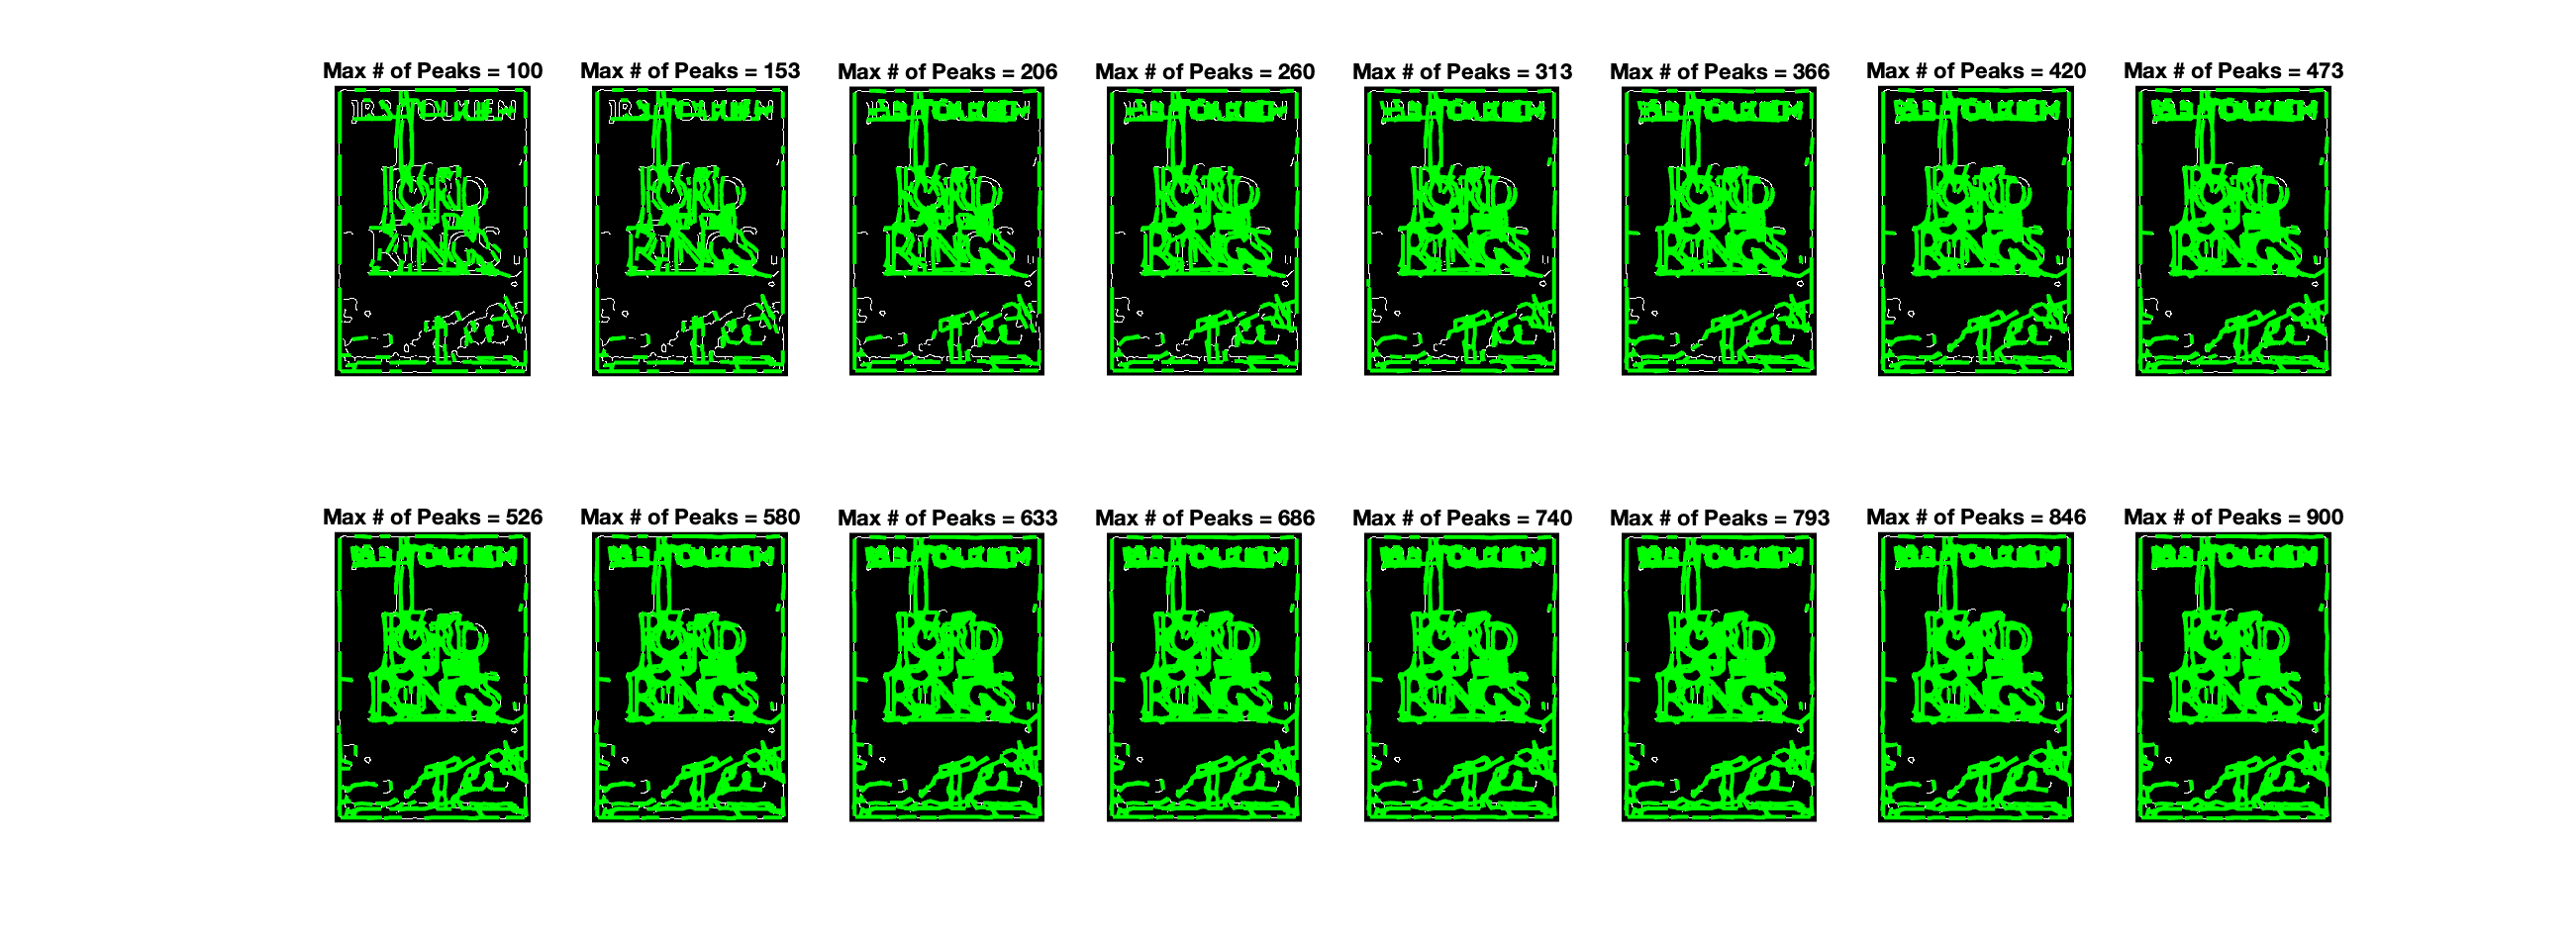 Max # of Peaks = 100
Max # of Peaks = 153
Max # of Peaks = 206
Max # of Peaks = 260
Max # of Peaks = 313
Max # of Peaks = 366
Max # of Peaks = 420
Max # of Peaks = 473
TOLKIEN
LORD
RINGS
Max # of Peaks = 526
Max # of Peaks = 580
Max # of Peaks = 633
Max # of Peaks = 686
Max # of Peaks = 740
Max # of Peaks = 793
Max # of Peaks = 846
Max # of Peaks = 900